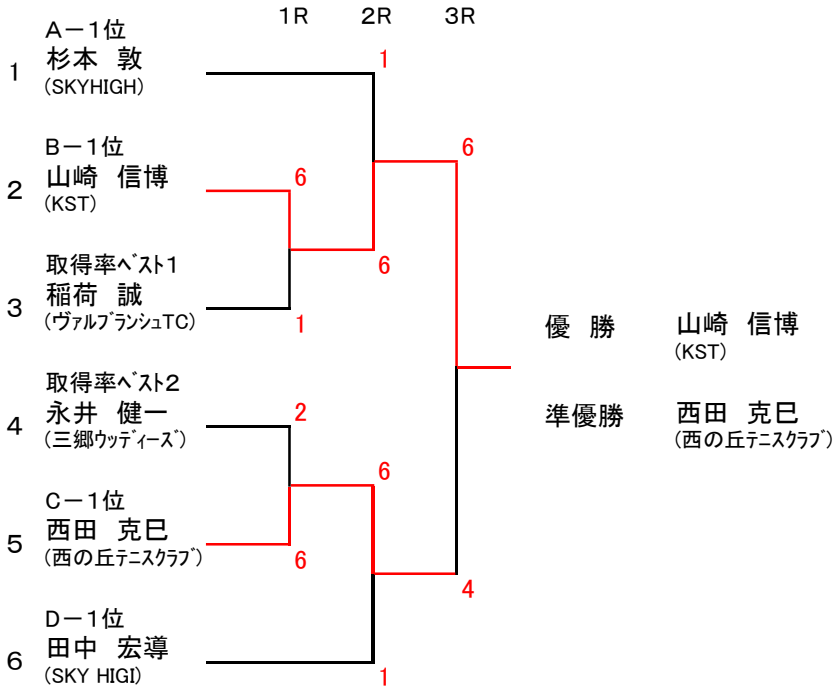 1R 2R 3R
A-1位
1 杉本 敦 1
(SKYHIGH)
B-1位 6
2 山崎 信博 6
(KST)
取得率ベスト1 6
3 稲荷 誠
(ヴァルブランシュTC) 1
優 勝 山崎 信博
(KST)
取得率ベスト2
4 永井 健一 2
(三郷ウッディーズ)
準優勝 西田 克巳
(西の丘テニスクラブ)
C-1位 6
5 西田 克巳
(西の丘テニスクラブ) 6
4
D-1位
6 田中 宏導
(SKY HIGI) 1